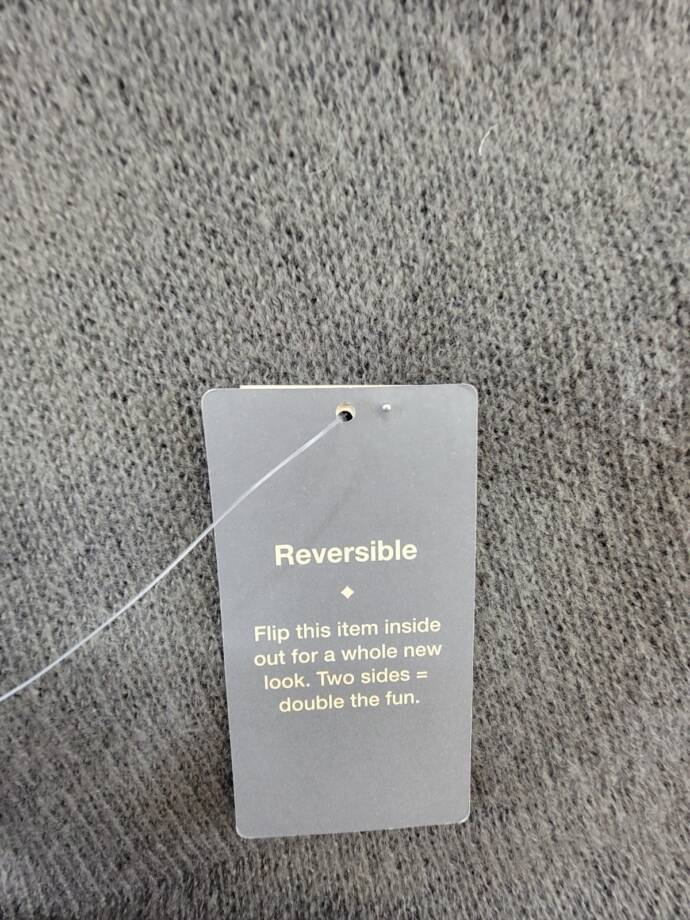 Reversible
Flip this item inside
out for a whole new
look. Two sides =
double the fun.